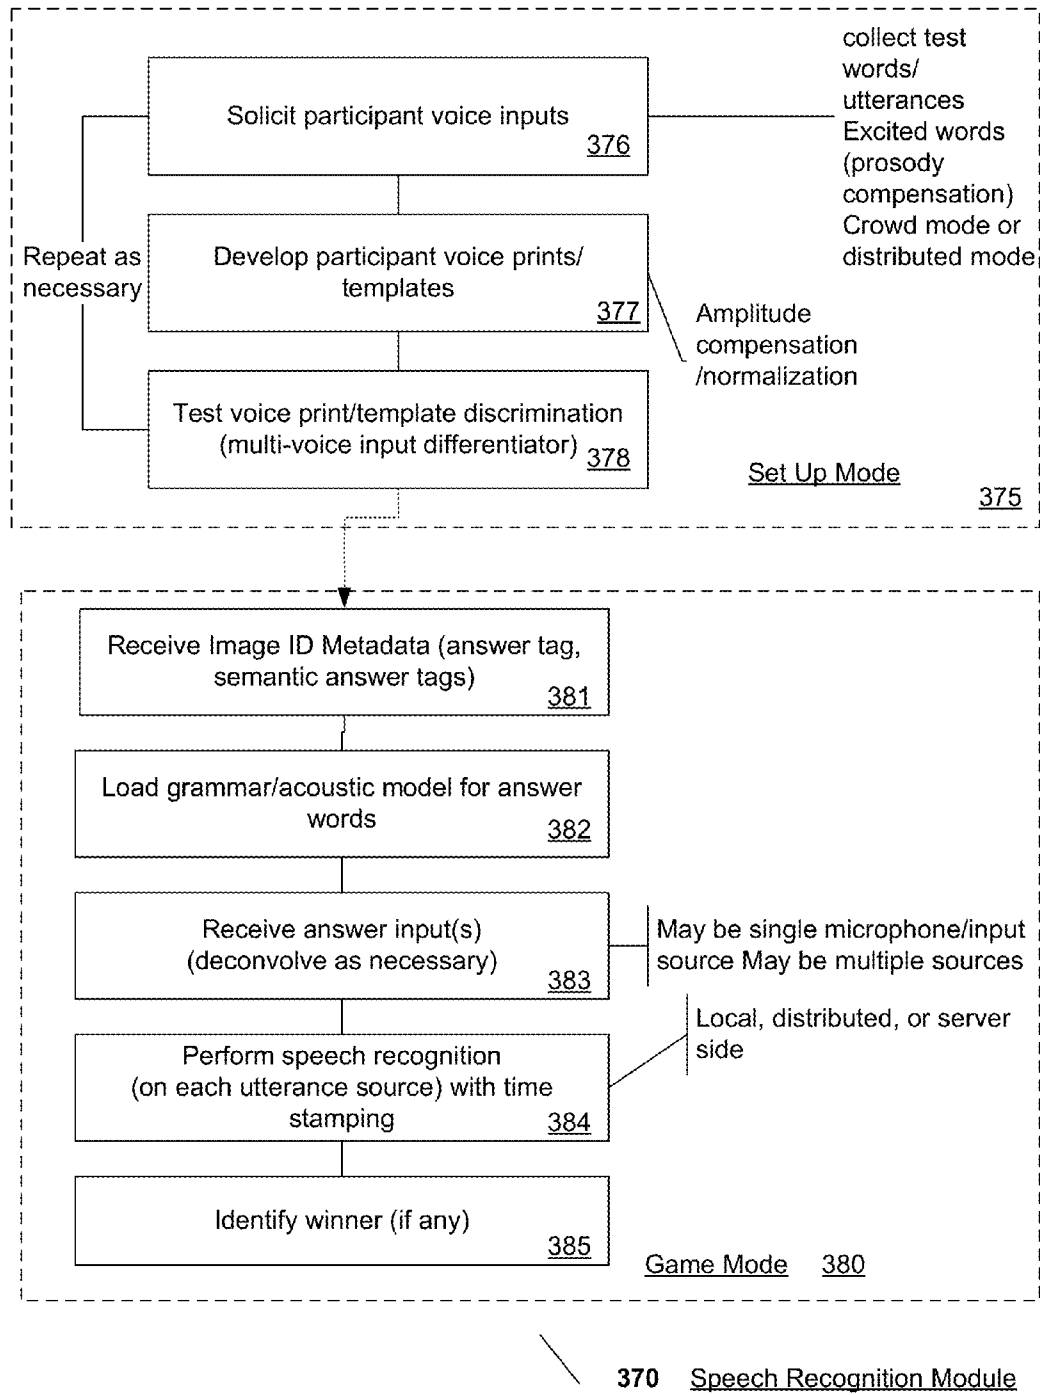 collect test
words/
utterances
Excited words
(prosody
compensation)
Crowd mode or
distributed mode
Solicit participant voice inputs
376
Repeat as
necessary
Develop participant voice prints/
templates
377
Amplitude
compensation
/normalization
Test voice print/template discrimination
(multi-voice input differentiator)
378
Set Up Mode
375
Receive Image ID Metadata (answer tag,
semantic answer tags)
381
Load grammar/acoustic model for answer
words
382
Receive answer input(s)
(deconvolve as necessary)
383
May be single microphone/input
source May be multiple sources
Local, distributed, or server
side
Perform speech recognition
(on each utterance source) with time
stamping
384
Identify winner (if any)
385
Game Mode 380
370 Speech Recognition Module